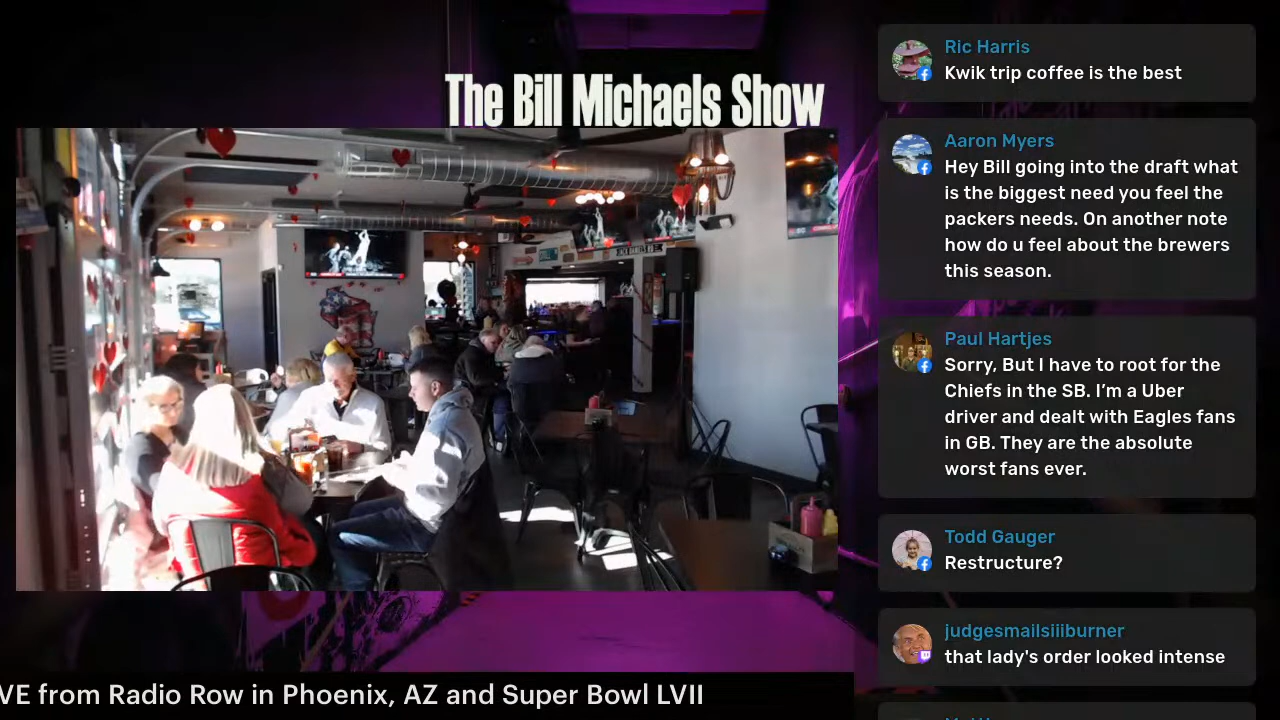 The Bill Michaels Show
Ric Harris
Kwik trip coffee is the best
Aaron Myers
Hey Bill going into the draft what
is the biggest need you feel the
packers needs. On another note
how do u feel about the brewers
this season.
Paul Hartjes
Sorry, But I have to root for the
Chiefs in the SB. I’m a Uber
driver and dealt with Eagles fans
in GB. They are the absolute
worst fans ever.
Todd Gauger
Restructure?
judgesmailsiiiburner
that lady's order looked intense
VE from Radio Row in Phoenix, AZ and Super Bowl LVII